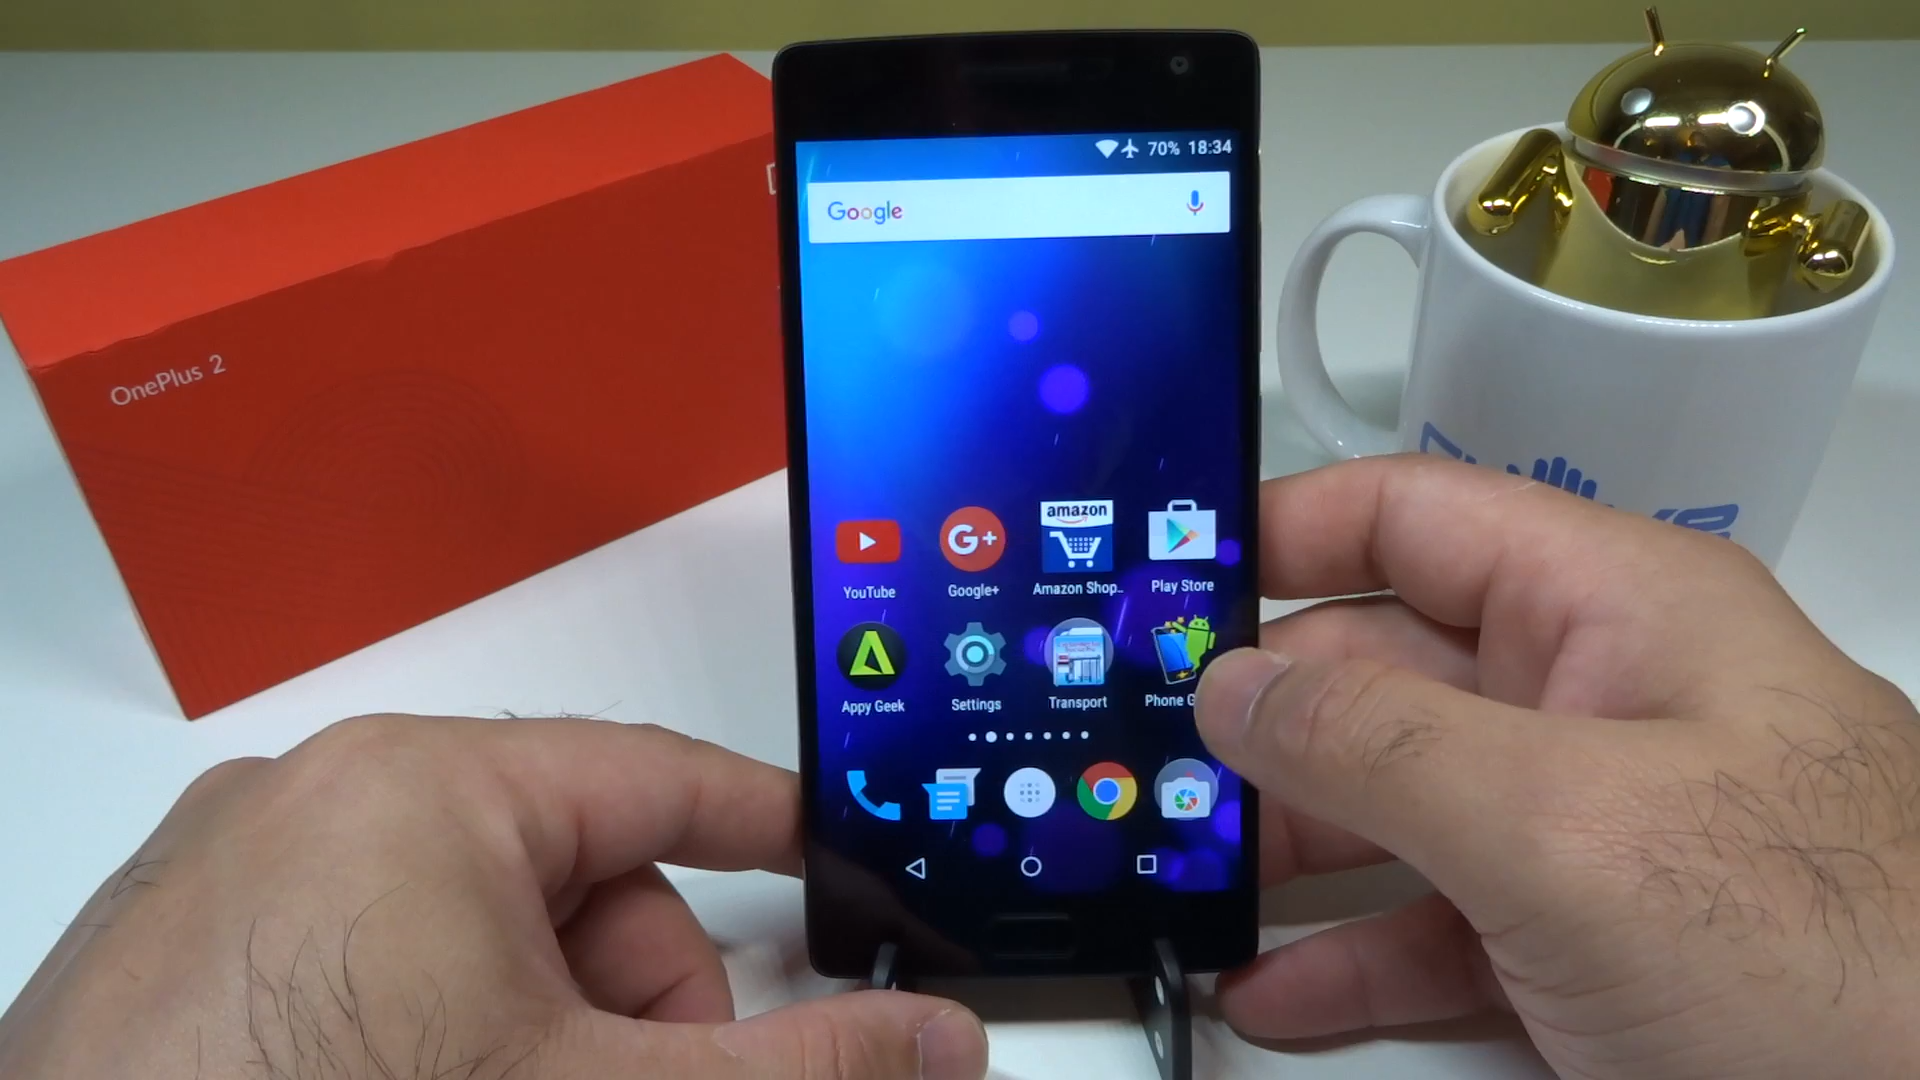 OnePlus 2
70% 18:34
Google
amazon
YouTube
Google+
Amazon Shop..
Play Store
Appy Geek
Settings
Transport
Phone G